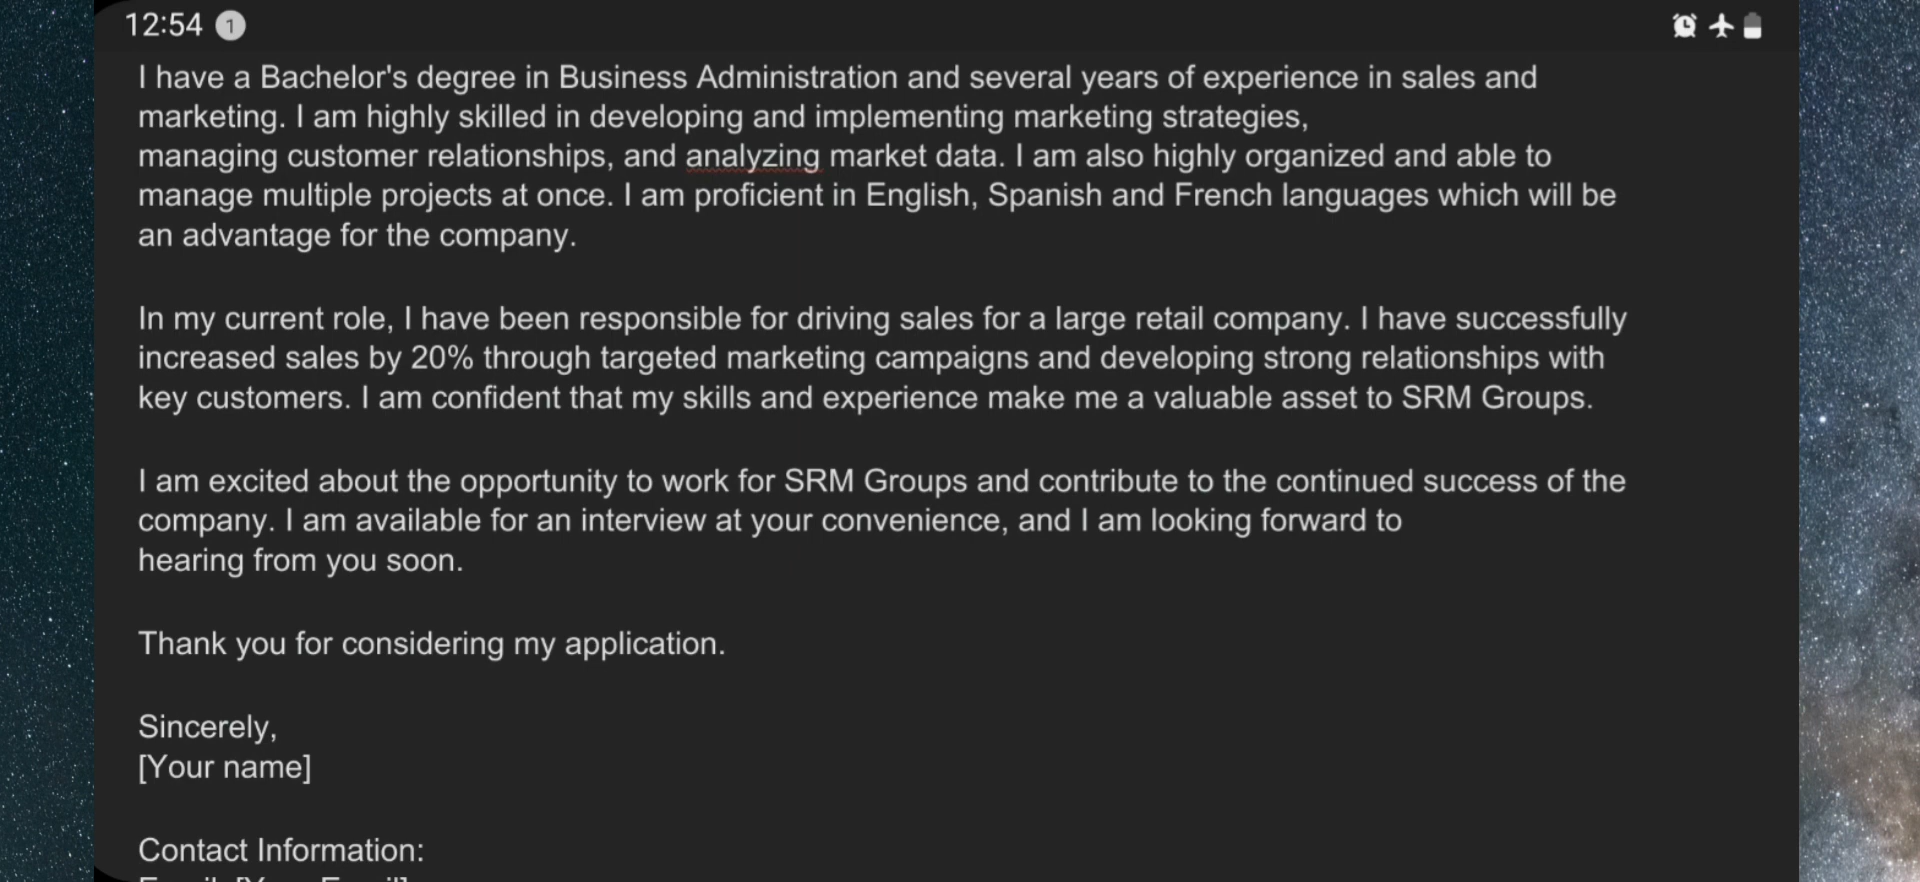 12:54 1
I have a Bachelor's degree in Business Administration and several years of experience in sales and
marketing. I am highly skilled in developing and implementing marketing strategies,
managing customer relationships, and analyzing market data. I am also highly organized and able to
manage multiple projects at once. I am proficient in English, Spanish and French languages which will be
an advantage for the company.
In my current role, I have been responsible for driving sales for a large retail company. I have successfully
increased sales by 20% through targeted marketing campaigns and developing strong relationships with
key customers. I am confident that my skills and experience make me a valuable asset to SRM Groups.
I am excited about the opportunity to work for SRM Groups and contribute to the continued success of the
company. I am available for an interview at your convenience, and I am looking forward to
hearing from you soon.
Thank you for considering my application.
Sincerely,
[Your name]
Contact Information: